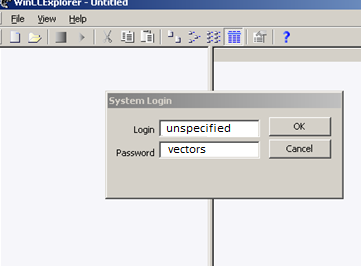 WinCCExplorer - Untitled
File View Help
System Login
Login unspecified OK
Password vectors Cancel